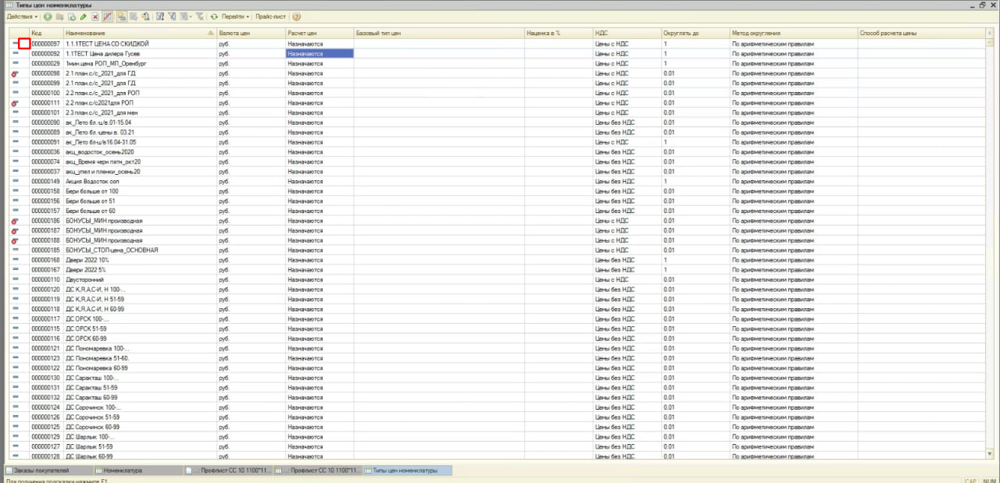 Типы цен номенклатуры
Действия Перейти Прайс-лист
Код Наименование Валюта цен Расчет цен Базовый тип цен Наценка в % НДС Округлять до Метод округления Способ расчета цены
000000097 1.1.1ТЕСТ ЦЕНА СО СКИДКОЙ руб. Назначаются Цены с НДС 1 По арифметическим правилам
000000092 1.1ТЕСТ Цена дилера Гусев руб. Назначаются Цены с НДС 1 По арифметическим правилам
000000029 1мин.цена РОП_МП_Оренбург руб. Назначаются Цены с НДС 1 По арифметическим правилам
000000098 2.1 план.с/с_2021_для ГД руб. Назначаются Цены с НДС 0.01 По арифметическим правилам
000000099 2.1 план.с/с_2021_для ГД руб. Назначаются Цены с НДС 0.01 По арифметическим правилам
000000100 2.2 план.с/с_2021_для РОП руб. Назначаются Цены с НДС 0.01 По арифметическим правилам
000000111 2.2 план.с/с2021для РОП руб. Назначаются Цены с НДС 0.01 По арифметическим правилам
000000101 2.3 план.с/с_2021_для мен руб. Назначаются Цены с НДС 0.01 По арифметическим правилам
000000090 ак_Лето бл.-ц/в.01-15.04 руб. Назначаются Цены без НДС 0.01 По арифметическим правилам
000000089 ак_Лето бл.-цены в. 03.21 руб. Назначаются Цены без НДС 0.01 По арифметическим правилам
000000091 ак_Лето бл-ц/в16.04-31.05 руб. Назначаются Цены с НДС 1 По арифметическим правилам
000000036 акц_водосток_осень2020 руб. Назначаются Цены без НДС 0.01 По арифметическим правилам
000000074 акц_Время черн пятн_окт20 руб. Назначаются Цены без НДС 0.01 По арифметическим правилам
000000037 акц_утеп и пленки_осень20 руб. Назначаются Цены без НДС 0.01 По арифметическим правилам
000000149 Акция Водосток соп руб. Назначаются Цены без НДС 1 По арифметическим правилам
000000158 Бери больше от 100 руб. Назначаются Цены без НДС 0.01 По арифметическим правилам
000000156 Бери больше от 51 руб. Назначаются Цены без НДС 0.01 По арифметическим правилам
000000157 Бери больше от 60 руб. Назначаются Цены без НДС 0.01 По арифметическим правилам
000000186 БОНУСЫ_МИН производная руб. Назначаются Цены с НДС 0.01 По арифметическим правилам
000000187 БОНУСЫ_МИН производная руб. Назначаются Цены с НДС 0.01 По арифметическим правилам
000000188 БОНУСЫ_МИН производная руб. Назначаются Цены с НДС 0.01 По арифметическим правилам
000000185 БОНУСЫ_СТОП-цена_ОСНОВНАЯ руб. Назначаются Цены с НДС 0.01 По арифметическим правилам
000000168 Двери 2022 10% руб. Назначаются Цены без НДС 1 По арифметическим правилам
000000167 Двери 2022 5% руб. Назначаются Цены без НДС 1 По арифметическим правилам
000000110 Двусторонний руб. Назначаются Цены с НДС 0.01 По арифметическим правилам
000000120 ДС К,Я,А,С-И, Н 100-... руб. Назначаются Цены без НДС 0.01 По арифметическим правилам
000000119 ДС К,Я,А,С-И, Н 51-59 руб. Назначаются Цены без НДС 0.01 По арифметическим правилам
000000118 ДС К,Я,А,С-И, Н 60-99 руб. Назначаются Цены без НДС 0.01 По арифметическим правилам
000000117 ДС ОРСК 100-... руб. Назначаются Цены без НДС 0.01 По арифметическим правилам
000000115 ДС ОРСК 51-59 руб. Назначаются Цены без НДС 0.01 По арифметическим правилам
000000116 ДС ОРСК 60-99 руб. Назначаются Цены без НДС 0.01 По арифметическим правилам
000000121 ДС Пономаревка 100-... руб. Назначаются Цены без НДС 0.01 По арифметическим правилам
000000123 ДС Пономаревка 51-60. руб. Назначаются Цены без НДС 0.01 По арифметическим правилам
000000122 ДС Пономаревка 60-99 руб. Назначаются Цены без НДС 0.01 По арифметическим правилам
000000130 ДС Саракташ 100-... руб. Назначаются Цены без НДС 0.01 По арифметическим правилам
000000131 ДС Саракташ 51-59 руб. Назначаются Цены без НДС 0.01 По арифметическим правилам
000000132 ДС Саракташ 60-99 руб. Назначаются Цены без НДС 0.01 По арифметическим правилам
000000124 ДС Сорочинск 100-... руб. Назначаются Цены без НДС 0.01 По арифметическим правилам
000000126 ДС Сорочинск 51-59 руб. Назначаются Цены без НДС 0.01 По арифметическим правилам
000000125 ДС Сорочинск 60-99 руб. Назначаются Цены без НДС 0.01 По арифметическим правилам
000000129 ДС Шарлык 100-... руб. Назначаются Цены без НДС 0.01 По арифметическим правилам
000000127 ДС Шарлык 51-59 руб. Назначаются Цены без НДС 0.01 По арифметическим правилам
000000128 ДС Шарлык 60-99 руб. Назначаются Цены без НДС 0.01 По арифметическим правилам
Заказы покупателей Номенклатура ...: Профлист СС 10 1100*11... ...: Профлист СС 10 1100*11... Типы цен номенклатуры
Для получения подсказки нажмите F1 CAP NUM